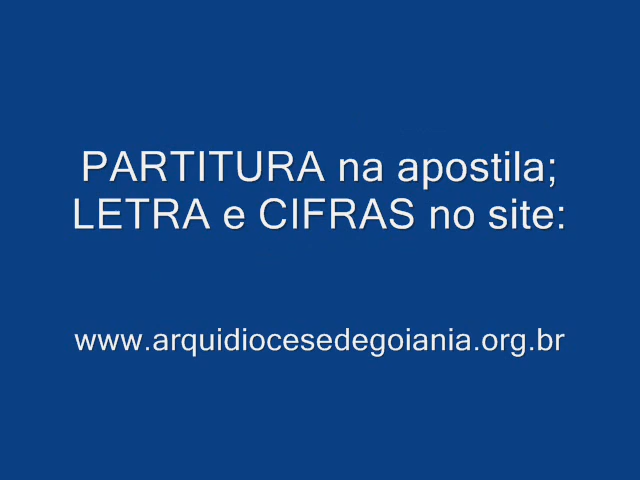 PARTITURA na apostila;
LETRA e CIFRAS no site:
www.arquidiocesedegoiania.org.br